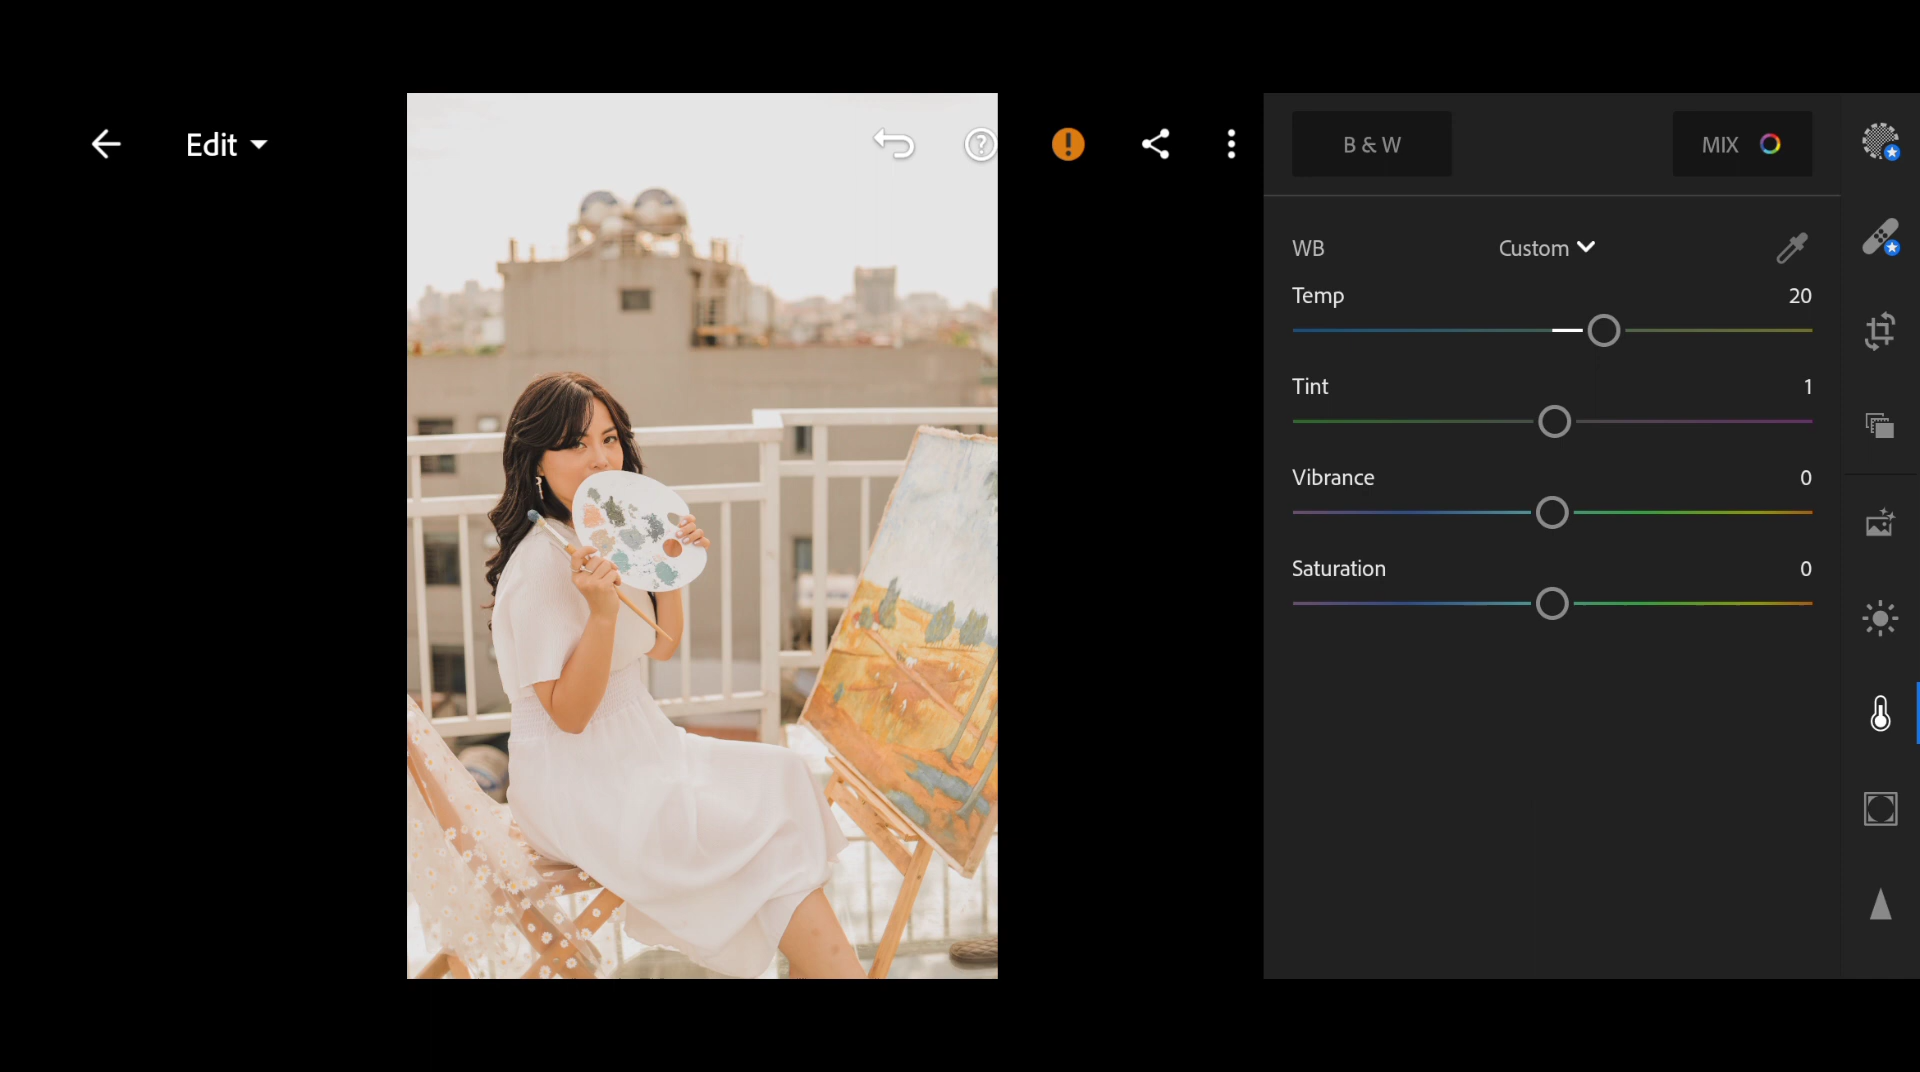 Edit
B & W
MIX
WB
Custom
Temp
20
Tint
1
Vibrance
0
Saturation
0